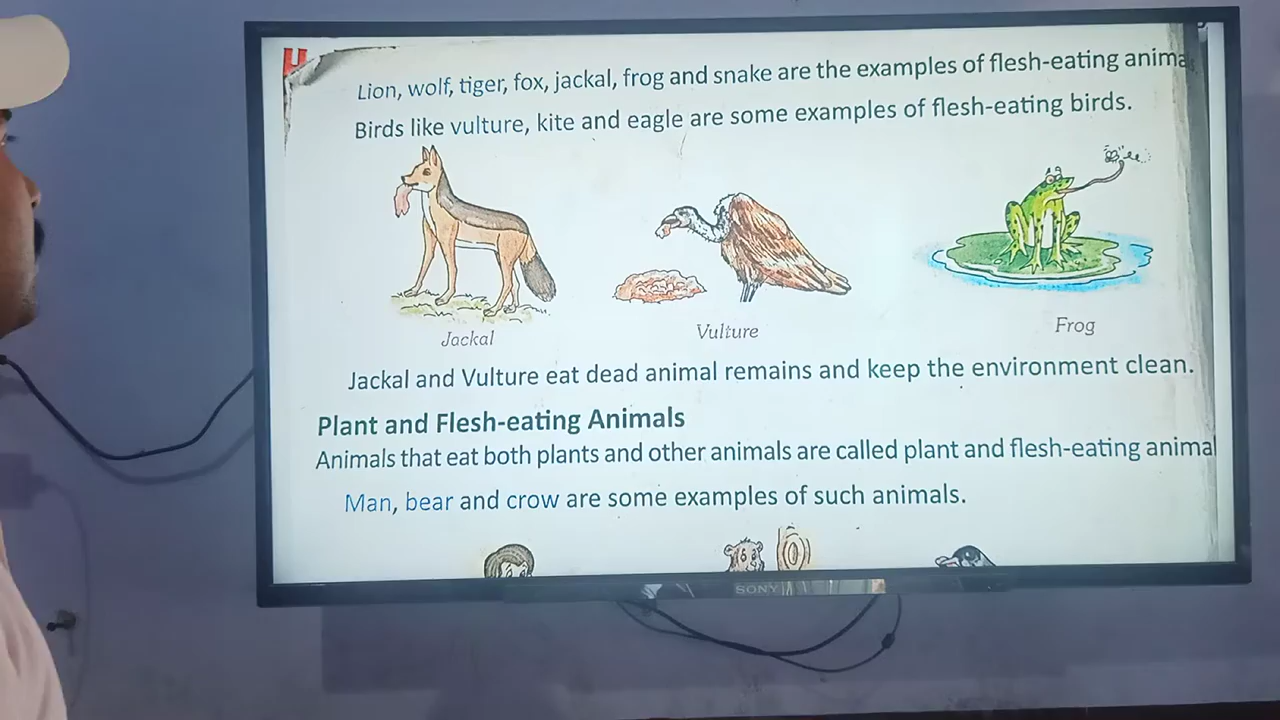 Lion, wolf, tiger, fox, jackal, frog and snake are the examples of flesh-eating anima
Birds like vulture, kite and eagle are some examples of flesh-eating birds.
Jackal
Vulture
Frog
Jackal and Vulture eat dead animal remains and keep the environment clean.
Plant and Flesh-eating Animals
Animals that eat both plants and other animals are called plant and flesh-eating animal
Man, bear and crow are some examples of such animals.
SONY